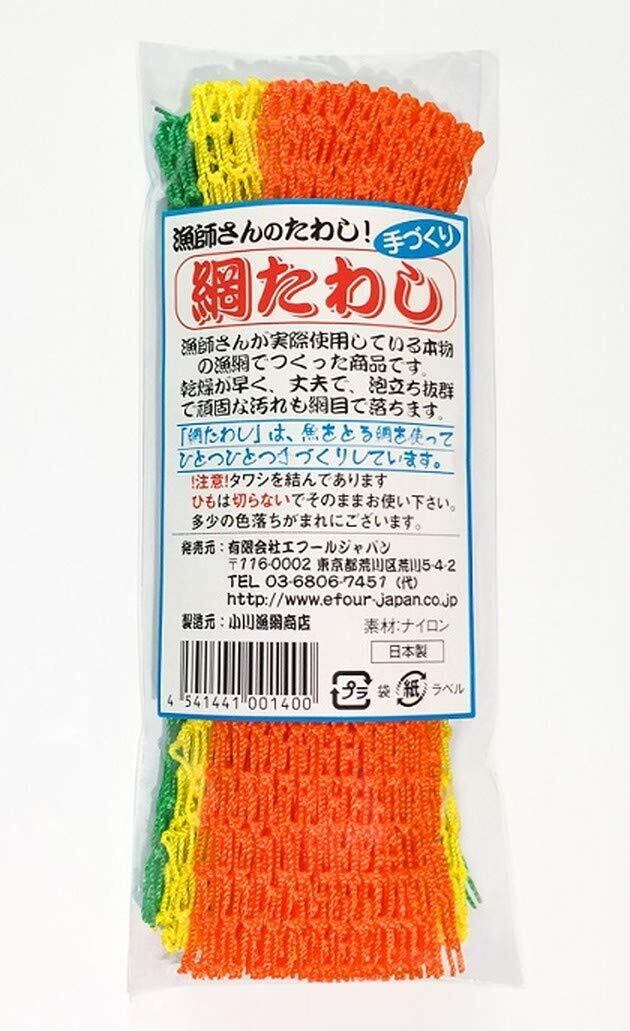 漁師さんのたわし!
手づくり
網たわし
漁師さんが実際使用している本物
の漁網でつくった商品です。
乾燥が早く、丈夫で、泡立ち抜群
で頑固な汚れも網目で落ちます。
「網たわし」は、魚をとる網を使って
ひとつひとつ手づくりしています。
!注意!タワシを結んであります
ひもは切らないでそのままお使い下さい。
多少の色落ちがまれにございます。
発売元:有限会社エフールジャパン
〒116-0002 東京都荒川区荒川5-4-2
TEL 03-6806-7451 (代)
http://www.efour-japan.co.jp
製造元:小川漁網商店
素材:ナイロン
日本製
4 541441 001400
プラ 袋 紙 ラベル